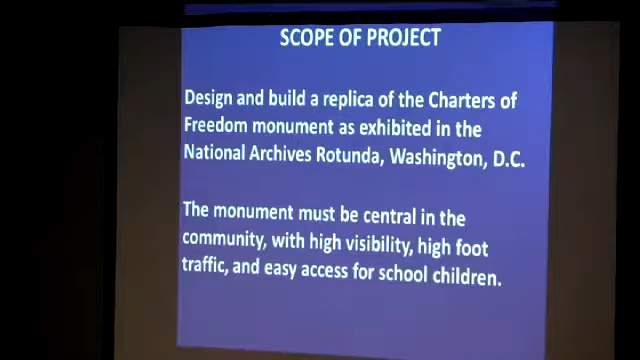 SCOPE OF PROJECT
Design and build a replica of the Charters of
Freedom monument as exhibited in the
National Archives Rotunda, Washington, D.C.
The monument must be central in the
community, with high visibility, high foot
traffic, and easy access for school children.